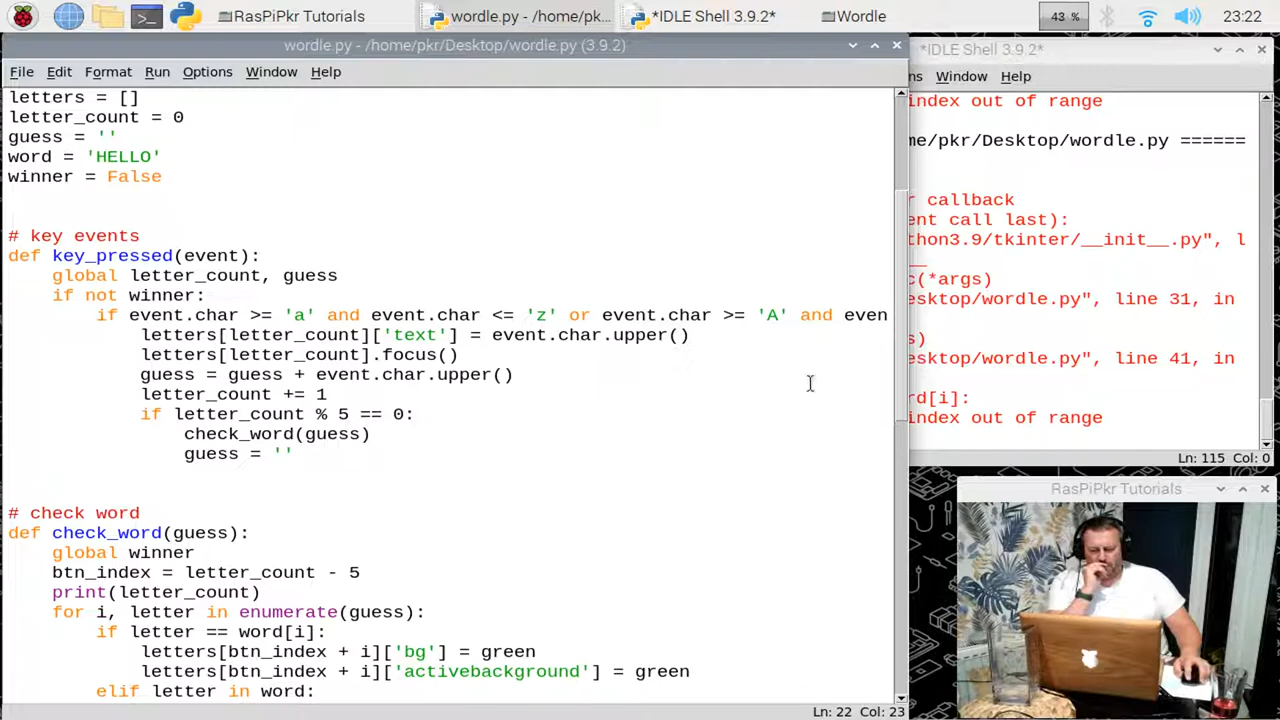 RasPiPkr Tutorials
wordle.py - /home/pk...
*IDLE Shell 3.9.2*
Wordle
43 %
23:22
wordle.py - /home/pkr/Desktop/wordle.py (3.9.2)
File Edit Format Run Options Window Help
letters = []
letter_count = 0
guess = ''
word = 'HELLO'
winner = False
# key events
def key_pressed(event):
global letter_count, guess
if not winner:
if event.char >= 'a' and event.char <= 'z' or event.char >= 'A' and even
letters[letter_count]['text'] = event.char.upper()
letters[letter_count].focus()
guess = guess + event.char.upper()
letter_count += 1
if letter_count % 5 == 0:
check_word(guess)
guess = ''
# check word
def check_word(guess):
global winner
btn_index = letter_count - 5
print(letter_count)
for i, letter in enumerate(guess):
if letter == word[i]:
letters[btn_index + i]['bg'] = green
letters[btn_index + i]['activebackground'] = green
elif letter in word:
Ln: 22 Col: 23
*IDLE Shell 3.9.2*
ns Window Help
index out of range
me/pkr/Desktop/wordle.py ======
r callback
ent call last):
thon3.9/tkinter/__init__.py", l
__
c(*args)
esktop/wordle.py", line 31, in
s)
esktop/wordle.py", line 41, in
rd[i]:
index out of range
Ln: 115 Col: 0
RasPiPkr Tutorials